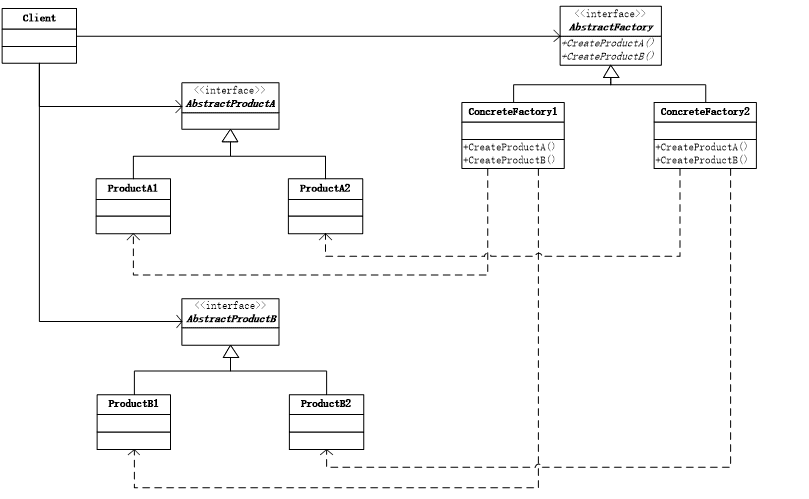 Client
<<interface>>
AbstractFactory
+CreateProductA()
+CreateProductB()
<<interface>>
AbstractProductA
ConcreteFactory1
+CreateProductA()
+CreateProductB()
ConcreteFactory2
+CreateProductA()
+CreateProductB()
ProductA1
ProductA2
<<interface>>
AbstractProductB
ProductB1
ProductB2